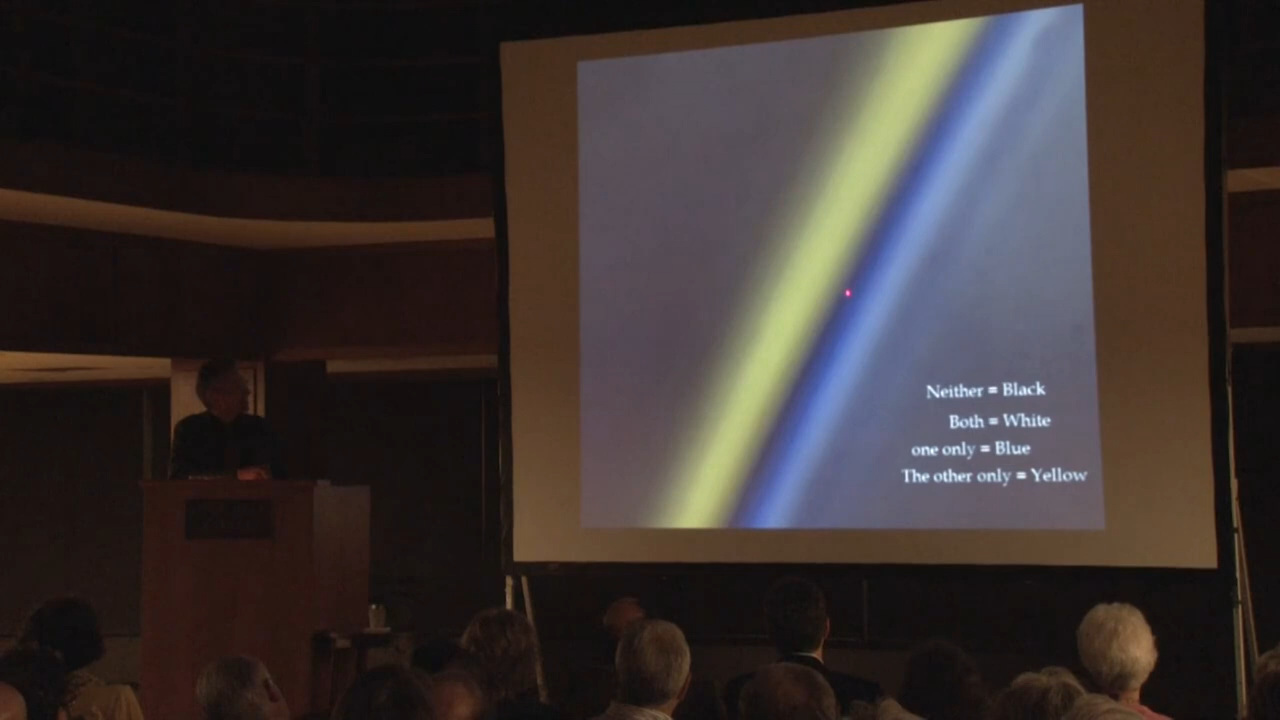 Neither = Black
Both = White
one only = Blue
The other only = Yellow